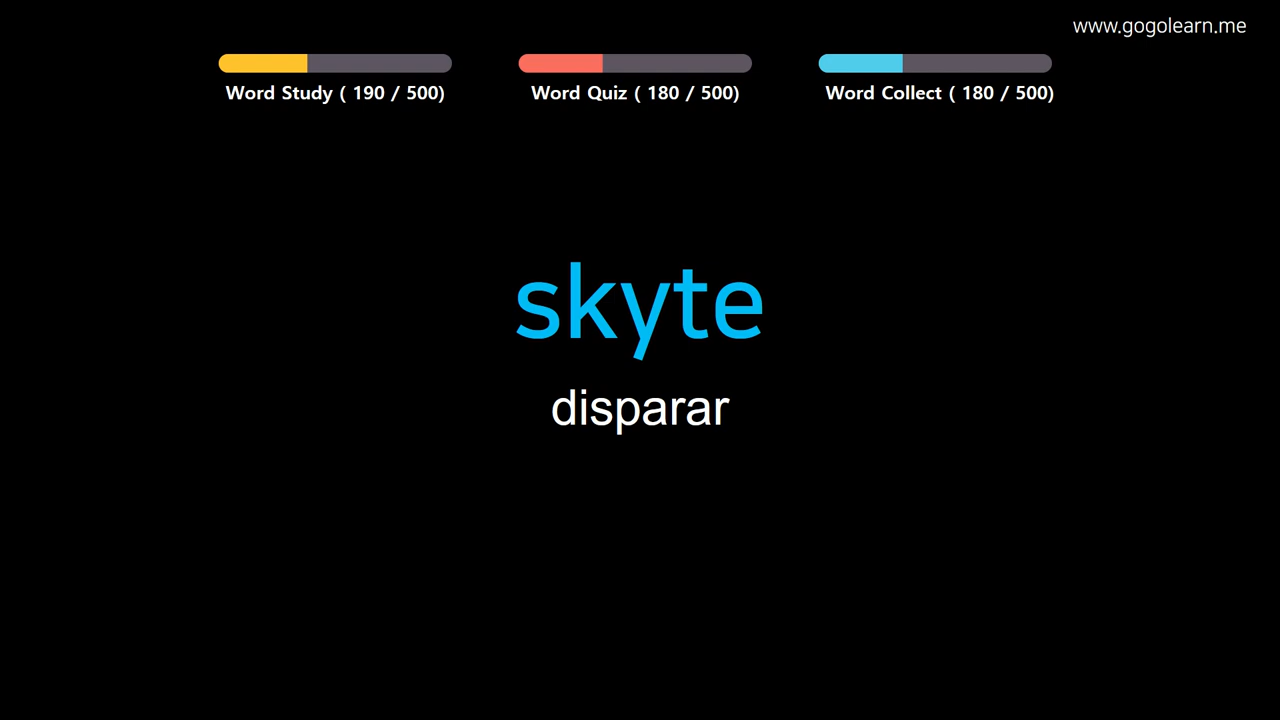 www.gogolearn.me
Word Study ( 190 / 500)
Word Quiz ( 180 / 500)
Word Collect ( 180 / 500)
skyte
disparar